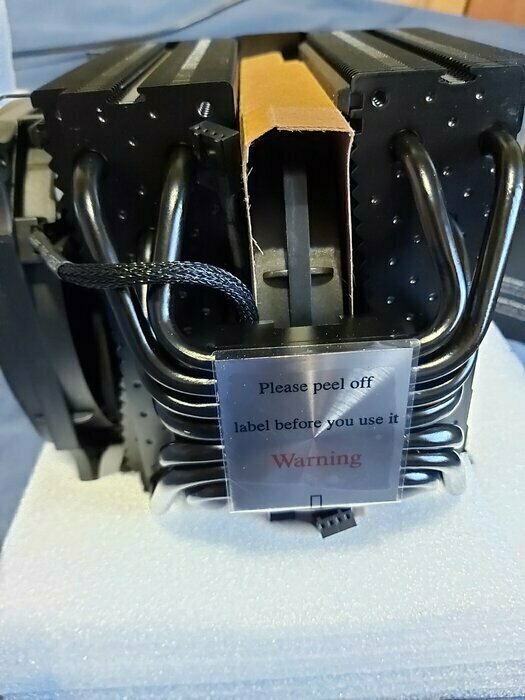 Please peel off
label before you use it
Warning